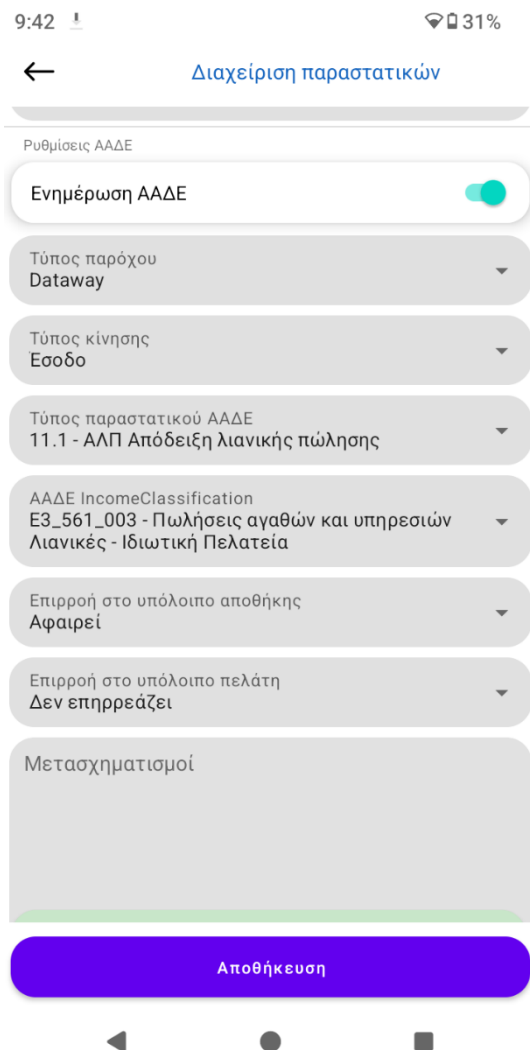 9:42
31%
Διαχείριση παραστατικών
Ρυθμίσεις ΑΑΔΕ
Ενημέρωση ΑΑΔΕ
Τύπος παρόχου
Dataway
Τύπος κίνησης
Έσοδο
Τύπος παραστατικού ΑΑΔΕ
11.1 - ΑΛΠ Απόδειξη λιανικής πώλησης
ΑΑΔΕ IncomeClassification
E3_561_003 - Πωλήσεις αγαθών και υπηρεσιών
Λιανικές - Ιδιωτική Πελατεία
Επιρροή στο υπόλοιπο αποθήκης
Αφαιρεί
Επιρροή στο υπόλοιπο πελάτη
Δεν επηρρεάζει
Μετασχηματισμοί
Αποθήκευση